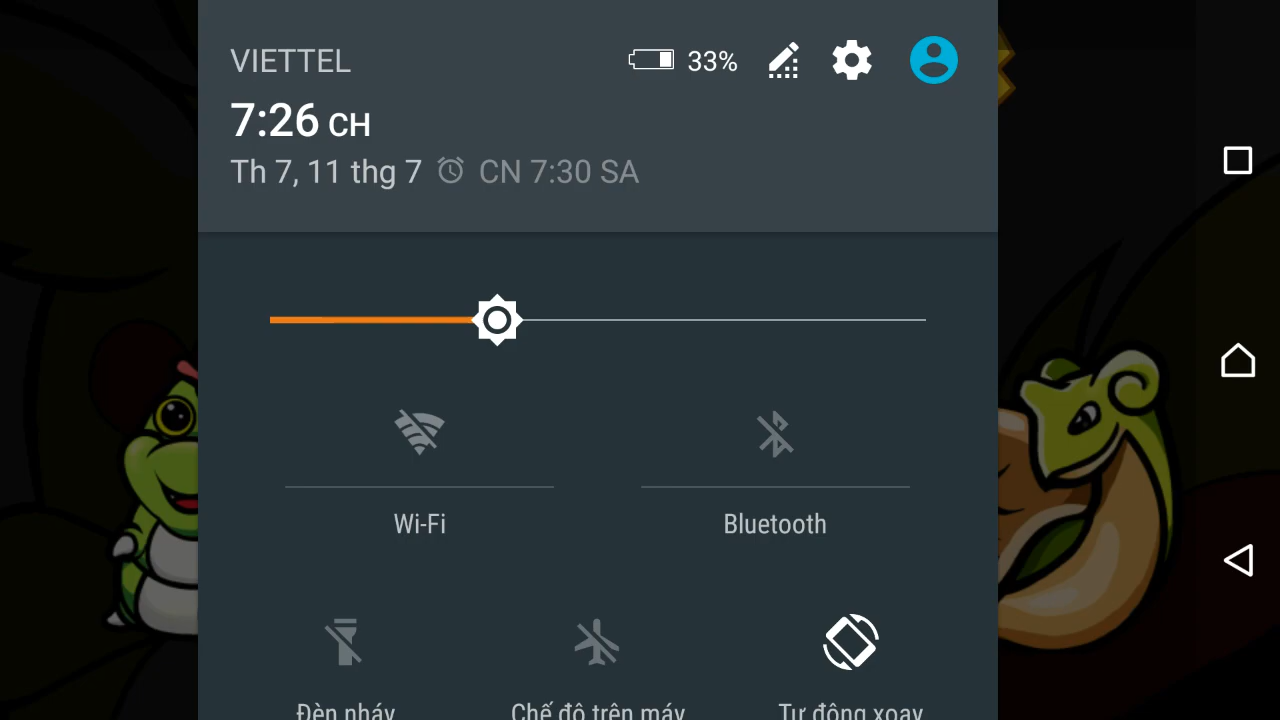 VIETTEL
33%
7:26 CH
Th 7, 11 thg 7 CN 7:30 SA
Wi-Fi
Bluetooth
Đèn nháy
Chế độ trên máy
Tự động xoay